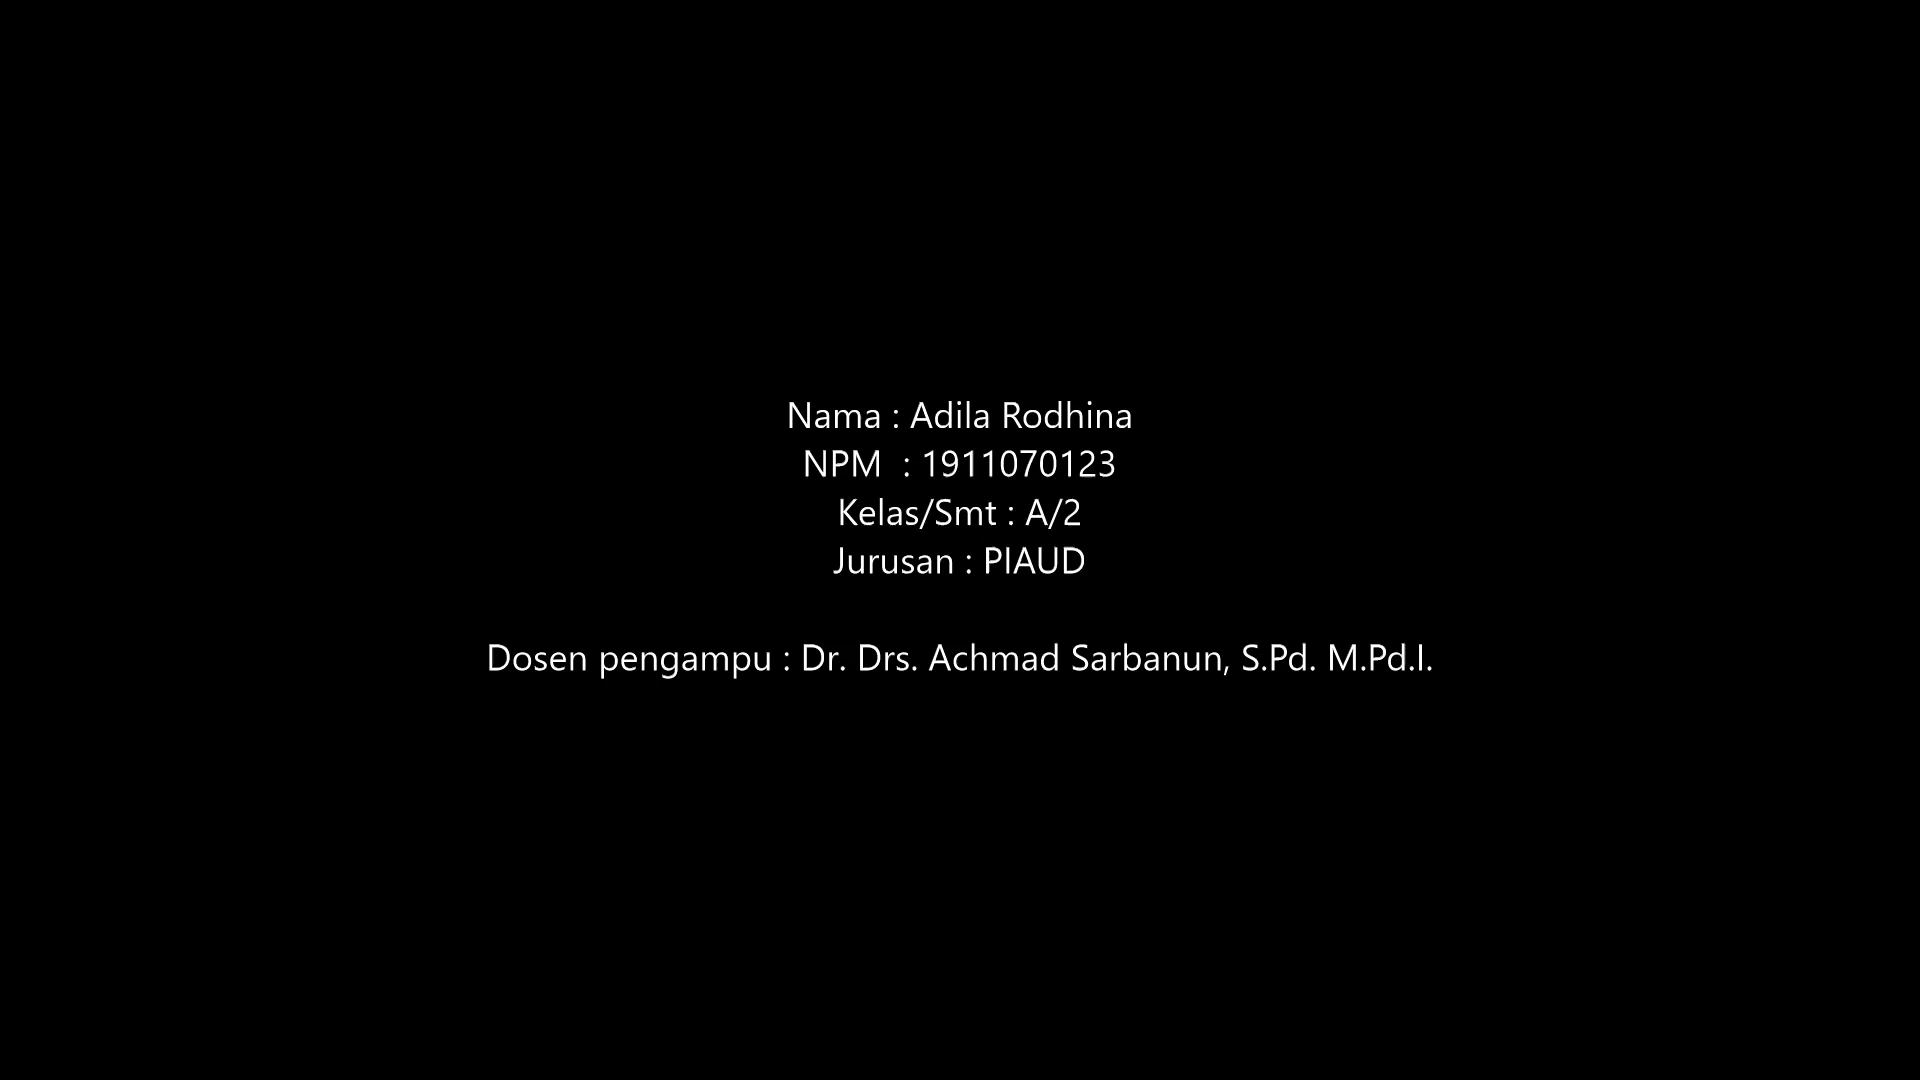 Nama : Adila Rodhina
NPM  : 1911070123
Kelas/Smt : A/2
Jurusan : PIAUD
Dosen pengampu : Dr. Drs. Achmad Sarbanun, S.Pd. M.Pd.I.